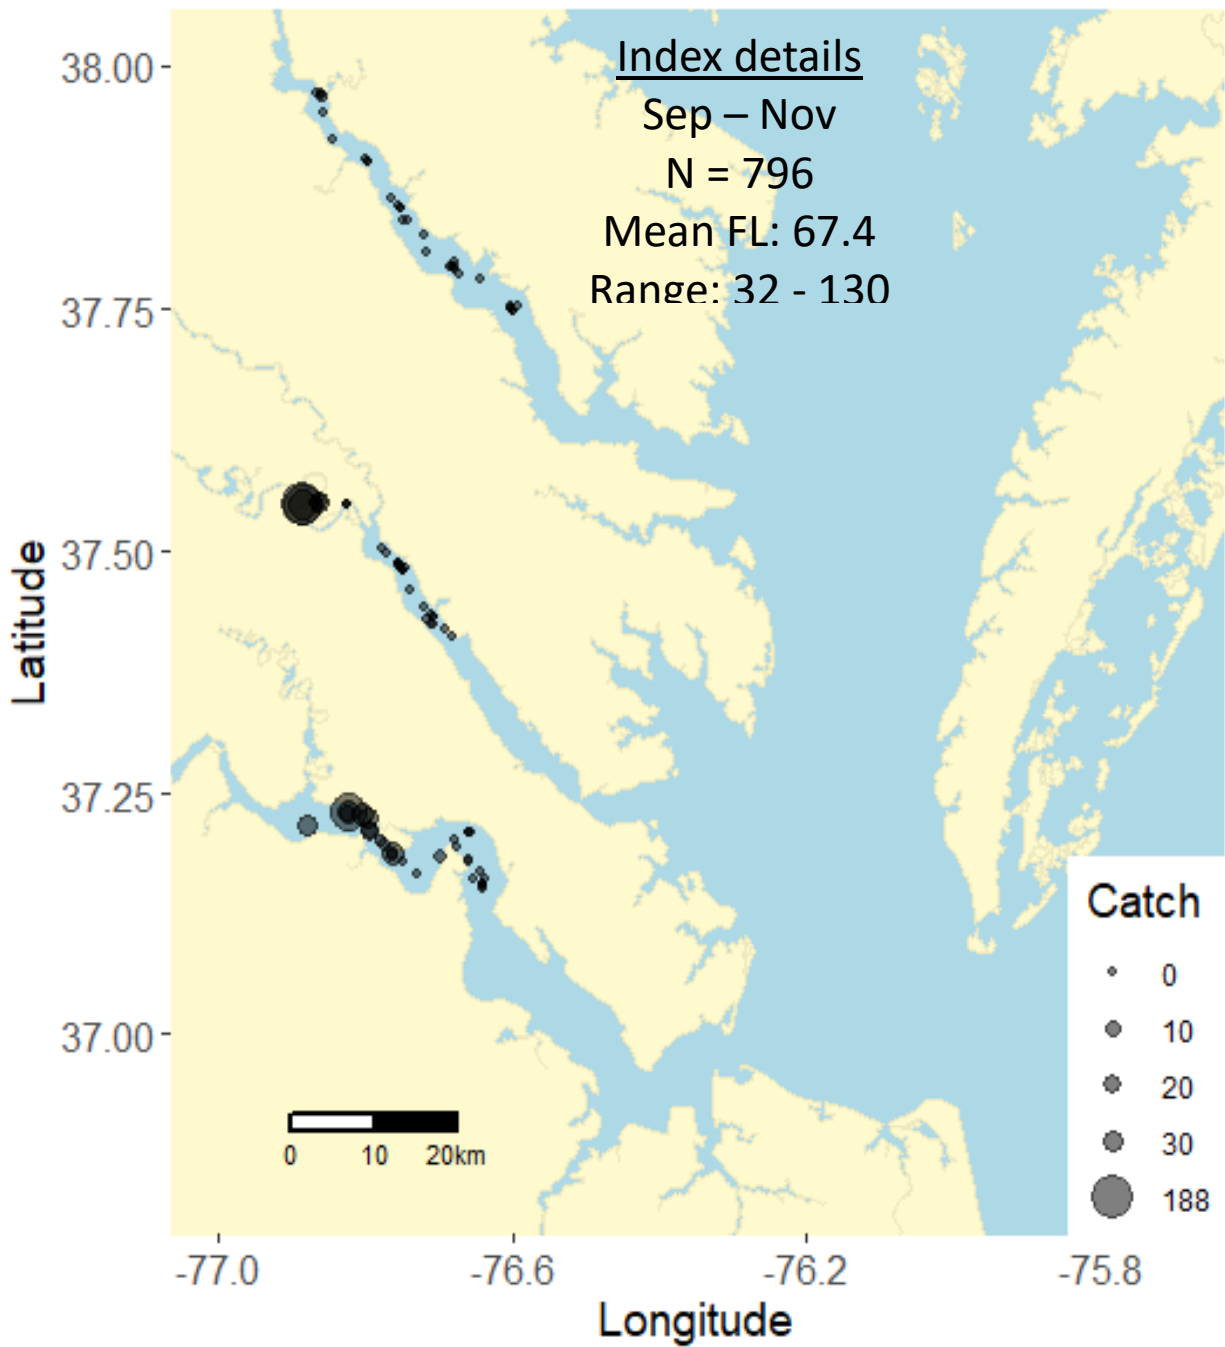 Index details
Sep – Nov
N = 796
Mean FL: 67.4
Range: 32 - 130
38.00
37.75
37.50
37.25
37.00
Latitude
-77.0
-76.6
-76.2
-75.8
Longitude
0
10
20km
Catch
0
10
20
30
188